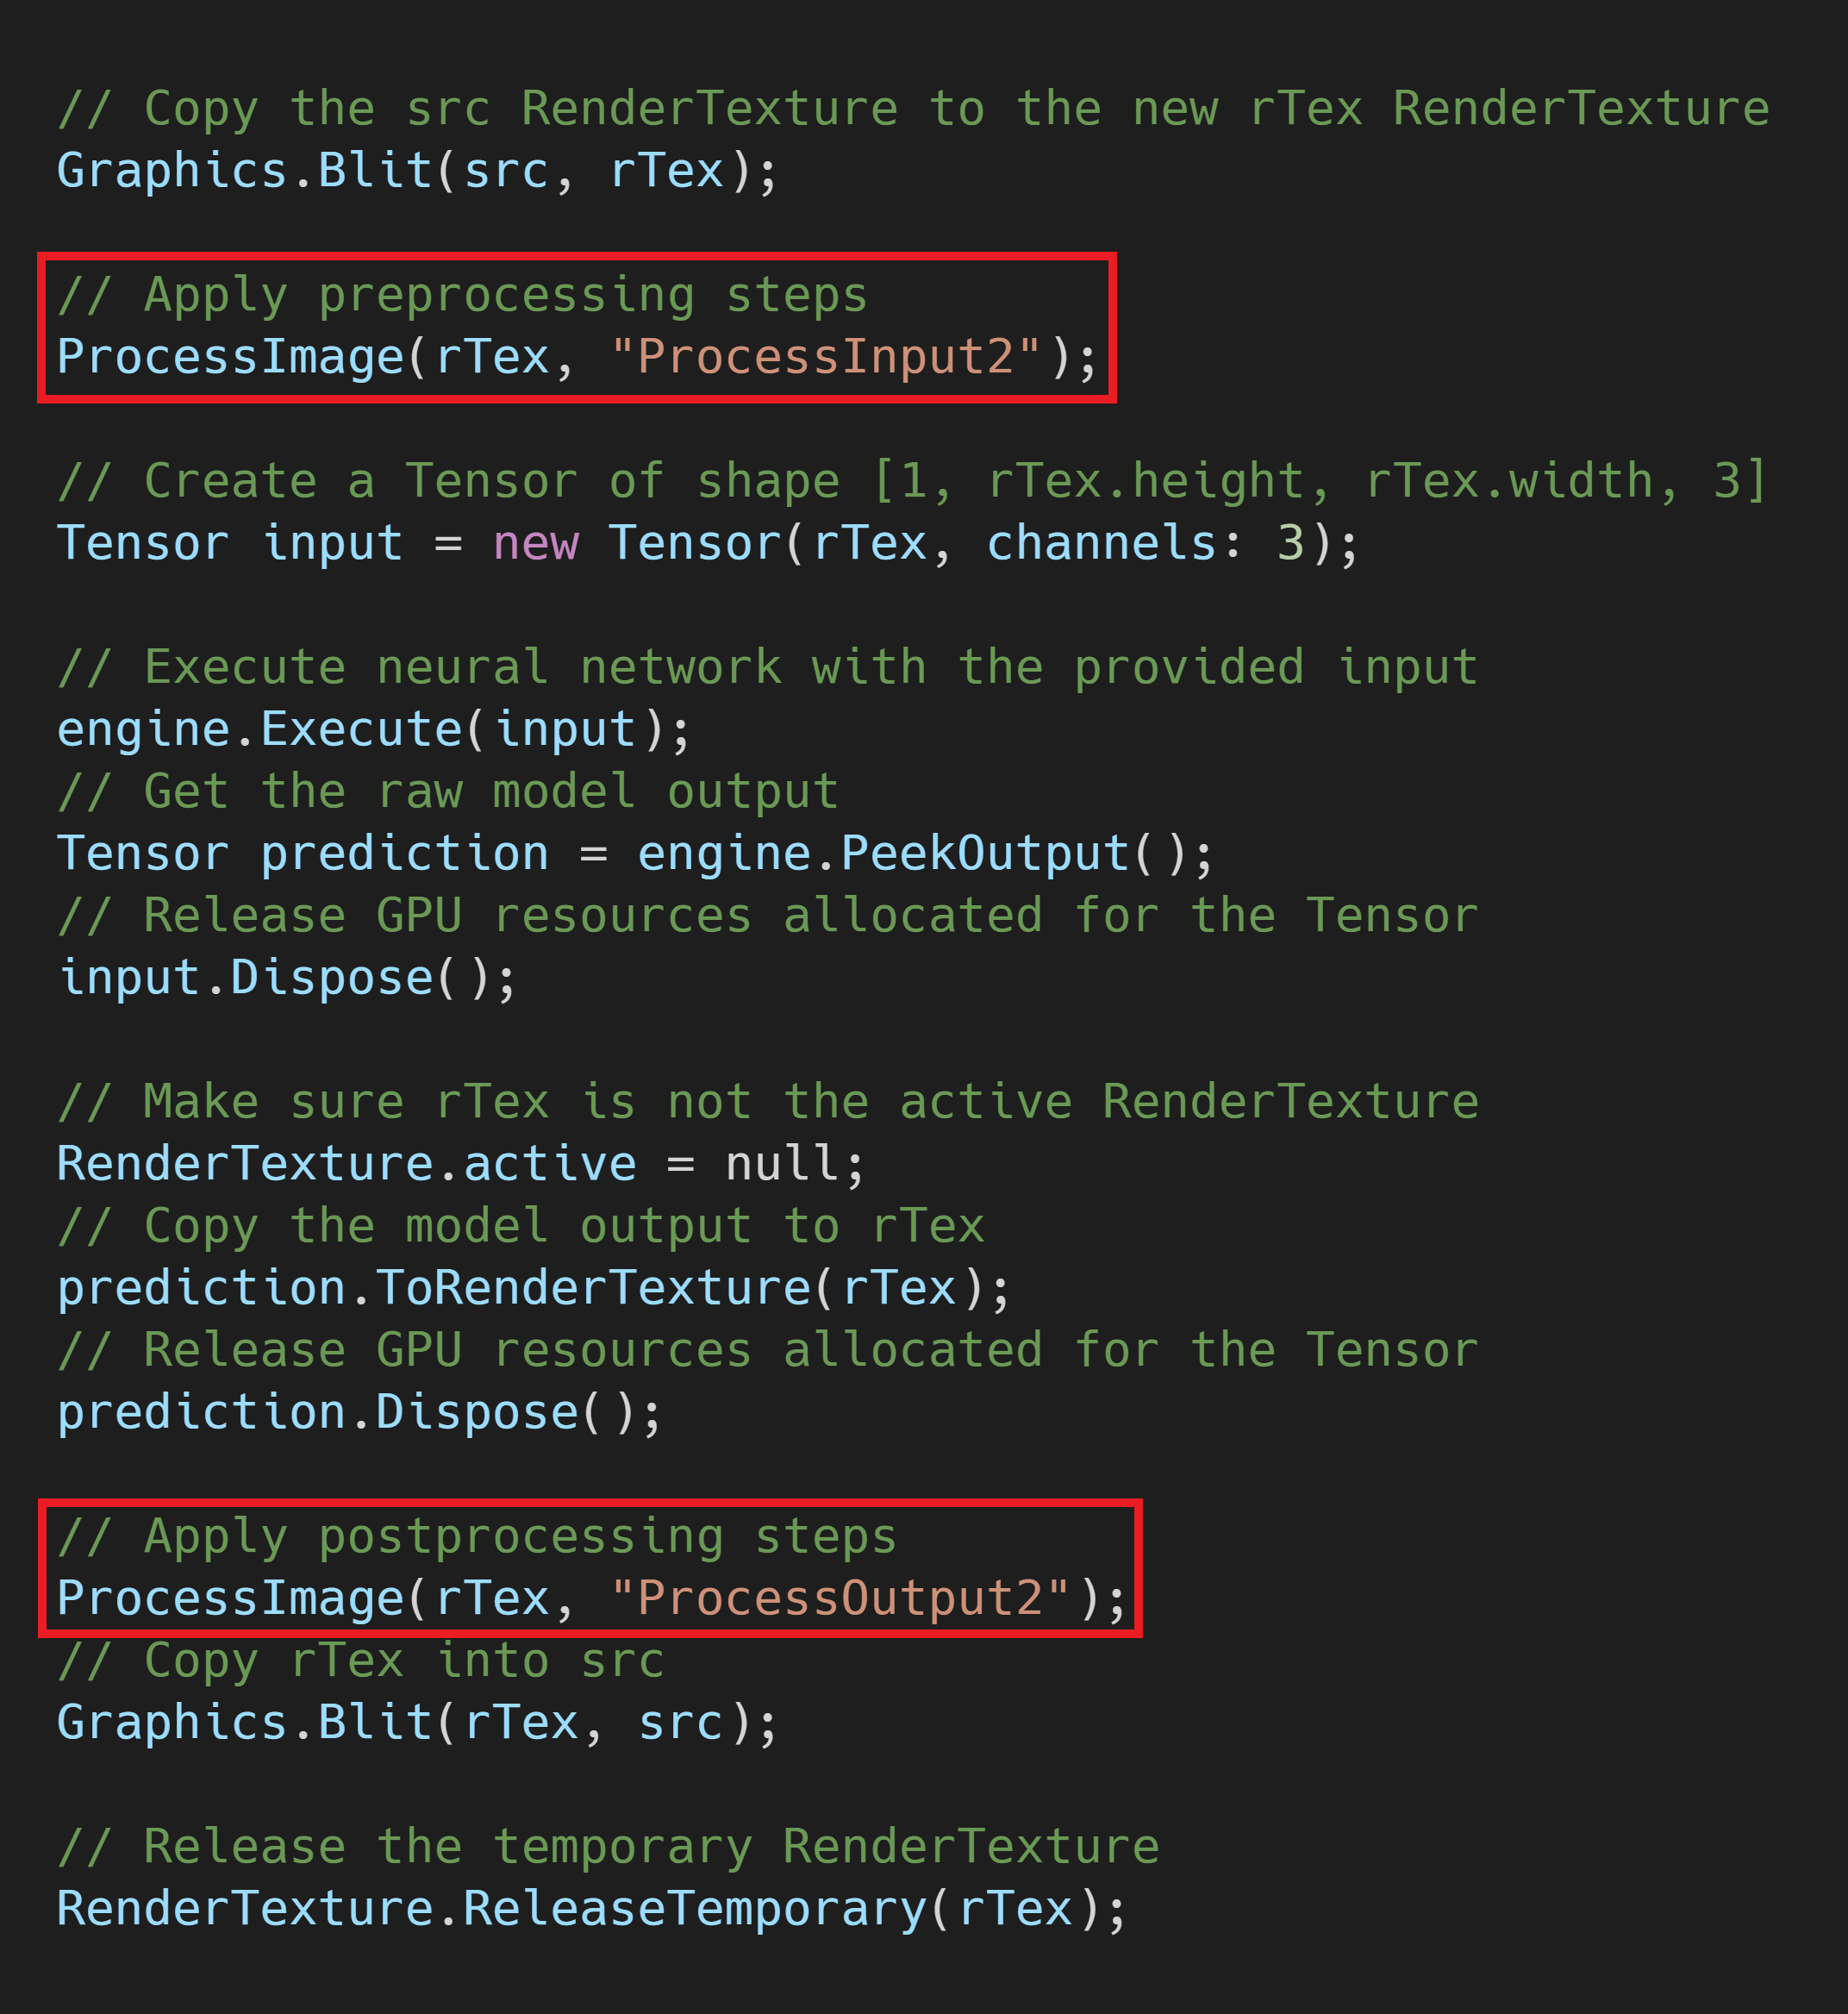 // Copy the src RenderTexture to the new rTex RenderTexture
Graphics.Blit(src, rTex);
// Apply preprocessing steps
ProcessImage(rTex, "ProcessInput2");
// Create a Tensor of shape [1, rTex.height, rTex.width, 3]
Tensor input = new Tensor(rTex, channels: 3);
// Execute neural network with the provided input
engine.Execute(input);
// Get the raw model output
Tensor prediction = engine.PeekOutput();
// Release GPU resources allocated for the Tensor
input.Dispose();
// Make sure rTex is not the active RenderTexture
RenderTexture.active = null;
// Copy the model output to rTex
prediction.ToRenderTexture(rTex);
// Release GPU resources allocated for the Tensor
prediction.Dispose();
// Apply postprocessing steps
ProcessImage(rTex, "ProcessOutput2");
// Copy rTex into src
Graphics.Blit(rTex, src);
// Release the temporary RenderTexture
RenderTexture.ReleaseTemporary(rTex);